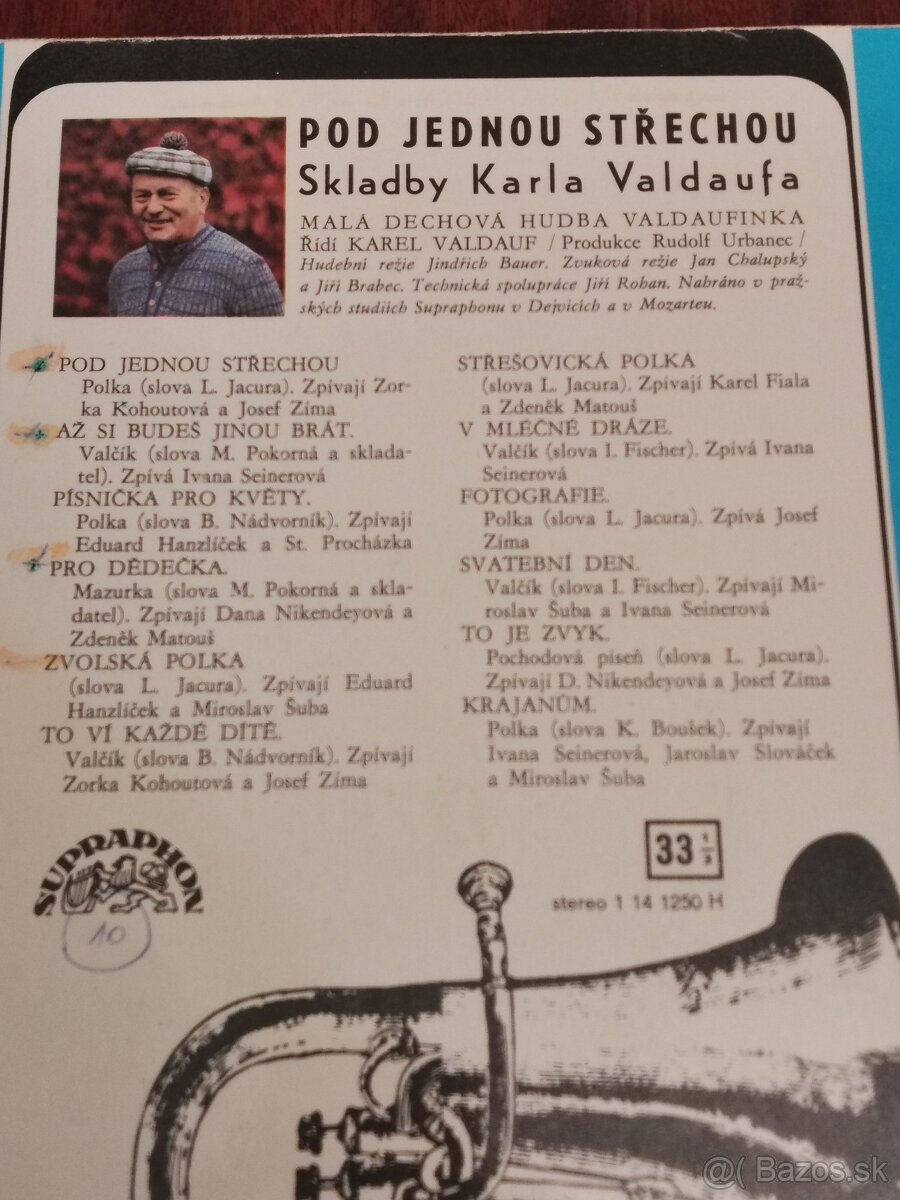 POD JEDNOU STŘECHOU
Skladby Karla Valdaufa
MALÁ DECHOVÁ HUDBA VALDAUFINKA
Řídí KAREL VALDAUF / Produkce Rudolf Urbanec /
Hudební režie Jindřich Bauer. Zvuková režie Jan Chalupský
a Jiří Brabec. Technická spolupráce Jiří Rohan. Nahráno v praž-
ských studiích Supraphonu v Dejvicích a v Mozarteu.
POD JEDNOU STŘECHOU
Polka (slova L. Jacura). Zpívají Zor-
ka Kohoutová a Josef Zíma
AŽ SI BUDEŠ JINOU BRÁT.
Valčík (slova M. Pokorná a sklada-
tel). Zpívá Ivana Seinerová
PÍSNIČKA PRO KVĚTY.
Polka (slova B. Nádvorník). Zpívají
Eduard Hanzlíček a St. Procházka
PRO DĚDEČKA.
Mazurka (slova M. Pokorná a skla-
datel). Zpívají Dana Nikendeyová a
Zdeněk Matouš
ZVOLSKÁ POLKA
(slova L. Jacura). Zpívají Eduard
Hanzlíček a Miroslav Šuba
TO VÍ KAŽDÉ DÍTĚ.
Valčík (slova B. Nádvorník). Zpívají
Zorka Kohoutová a Josef Zíma
STŘEŠOVICKÁ POLKA
(slova L. Jacura). Zpívají Karel Fiala
a Zdeněk Matouš
V MLÉČNÉ DRÁZE.
Valčík (slova I. Fischer). Zpívá Ivana
Seinerová
FOTOGRAFIE.
Polka (slova L. Jacura). Zpívá Josef
Zíma
SVATEBNÍ DEN.
Valčík (slova I. Fischer). Zpívají Mi-
roslav Šuba a Ivana Seinerová
TO JE ZVYK.
Pochodová píseň (slova L. Jacura).
Zpívají D. Nikendeyová a Josef Zíma
KRAJANŮM.
Polka (slova K. Boušek). Zpívají
Ivana Seinerová, Jaroslav Slováček
a Miroslav Šuba
SUPRAPHON
10
33 1/3
stereo 1 14 1250 H
@( Bazos.sk